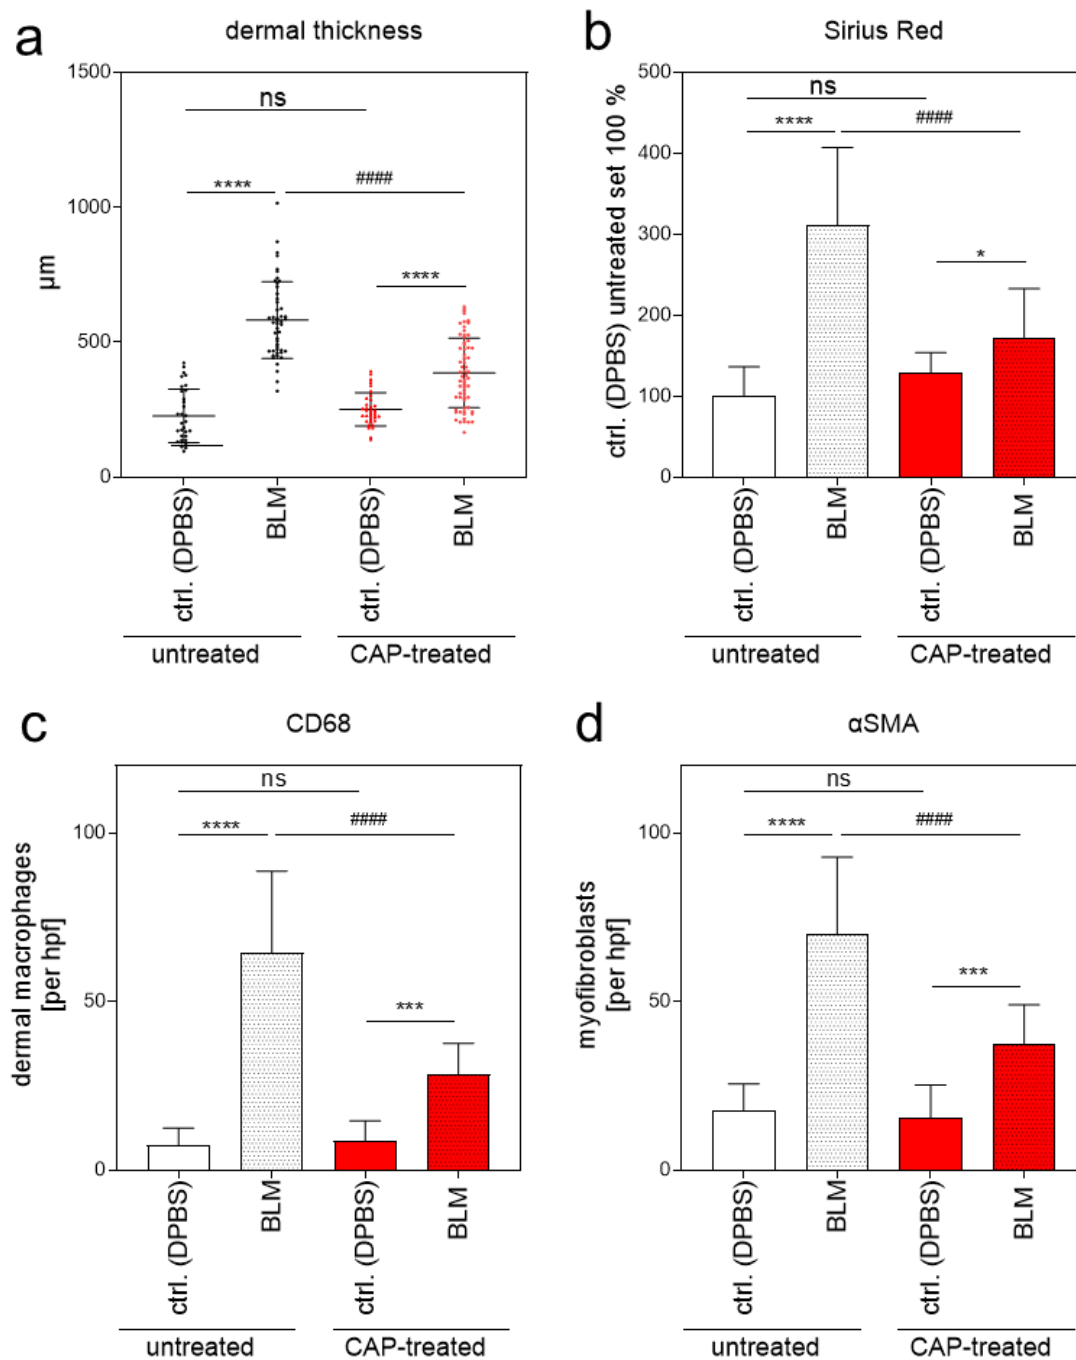 a
dermal thickness
1500
1000
500
0
µm
ns
****
####
****
ctrl. (DPBS)
BLM
ctrl. (DPBS)
BLM
untreated
CAP-treated
b
Sirius Red
500
400
300
200
100
0
ctrl. (DPBS) untreated set 100 %
ns
****
####
*
ctrl. (DPBS)
BLM
ctrl. (DPBS)
BLM
untreated
CAP-treated
c
CD68
100
50
0
dermal macrophages
[per hpf]
ns
****
####
***
ctrl. (DPBS)
BLM
ctrl. (DPBS)
BLM
untreated
CAP-treated
d
αSMA
100
50
0
myofibroblasts
[per hpf]
ns
****
####
***
ctrl. (DPBS)
BLM
ctrl. (DPBS)
BLM
untreated
CAP-treated